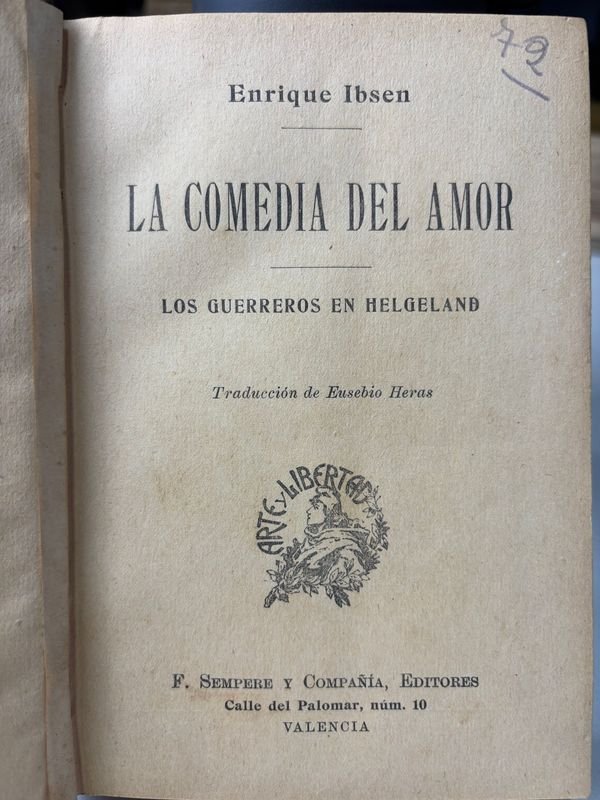 72
Enrique Ibsen
LA COMEDIA DEL AMOR
LOS GUERREROS EN HELGELAND
Traducción de Eusebio Heras
ARTE Y LIBERTAD
F. Sempere y Compañía, Editores
Calle del Palomar, núm. 10
VALENCIA